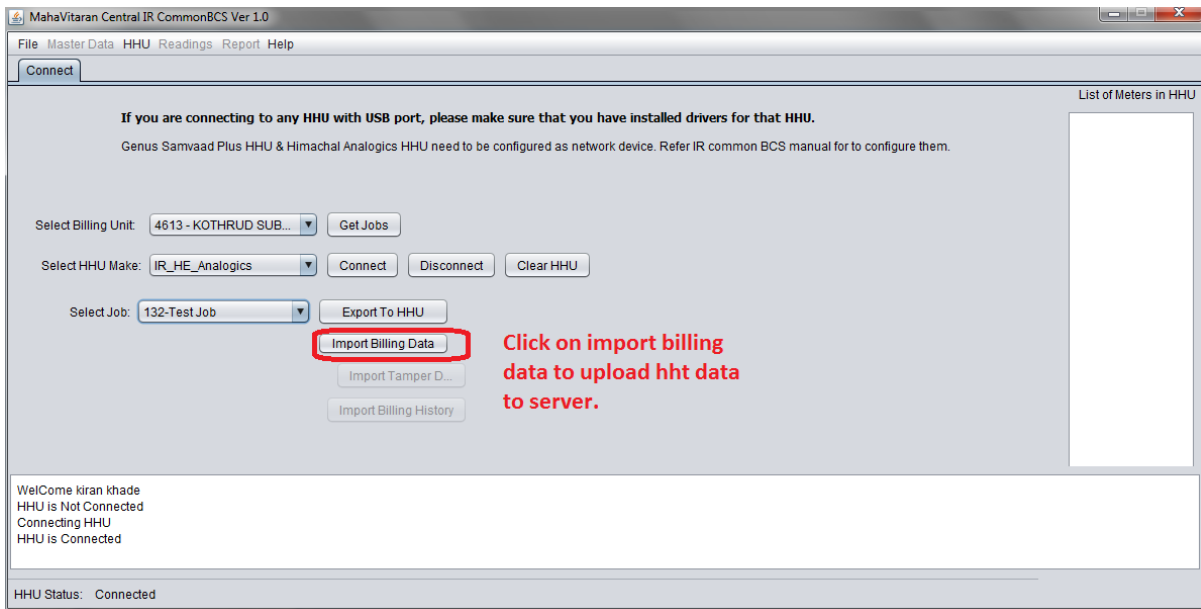 MahaVitaran Central IR CommonBCS Ver 1.0
File Master Data HHU Readings Report Help
Connect
List of Meters in HHU
If you are connecting to any HHU with USB port, please make sure that you have installed drivers for that HHU.
Genus Samvaad Plus HHU & Himachal Analogics HHU need to be configured as network device. Refer IR common BCS manual for to configure them.
Select Billing Unit: 4613 - KOTHRUD SUB... Get Jobs
Select HHU Make: IR_HE_Analogics Connect Disconnect Clear HHU
Select Job: 132-Test Job Export To HHU
Import Billing Data
Import Tamper D...
Import Billing History
Click on import billing
data to upload hht data
to server.
WelCome kiran khade
HHU is Not Connected
Connecting HHU
HHU is Connected
HHU Status: Connected